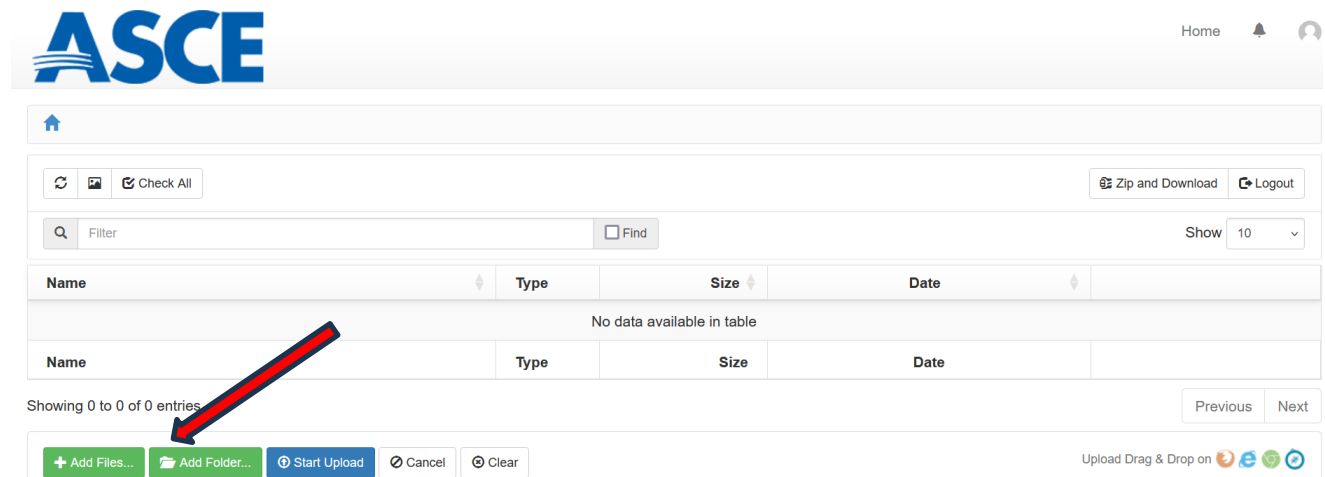 ASCE
Home
Check All
Zip and Download
Logout
Filter
Find
Show 10
Name Type Size Date
No data available in table
Name Type Size Date
Showing 0 to 0 of 0 entries
Previous Next
+ Add Files... Add Folder... Start Upload Cancel Clear
Upload Drag & Drop on